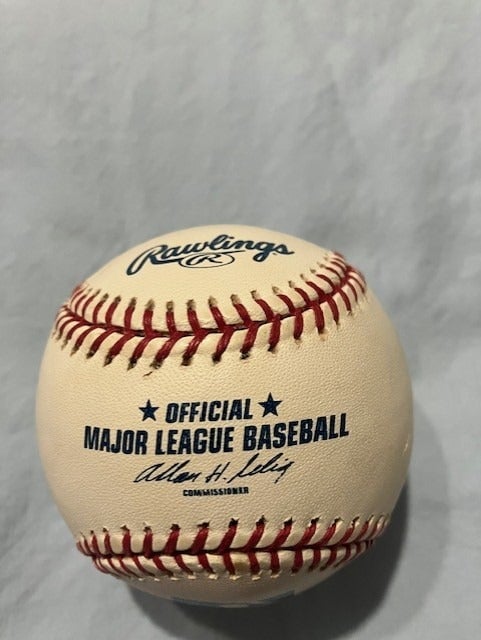 Rawlings
R
★ OFFICIAL ★
MAJOR LEAGUE BASEBALL
Allan H. Selig
COMMISSIONER